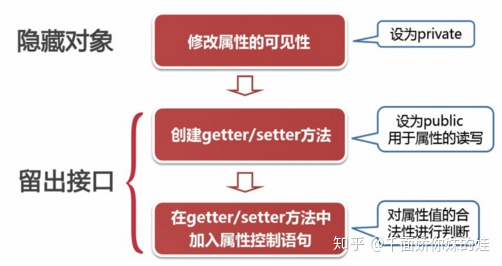 隐藏对象
修改属性的可见性
设为private
创建getter/setter方法
设为public
用于属性的读写
留出接口
在getter/setter方法中
加入属性控制语句
对属性值的合
法性进行判断
知乎